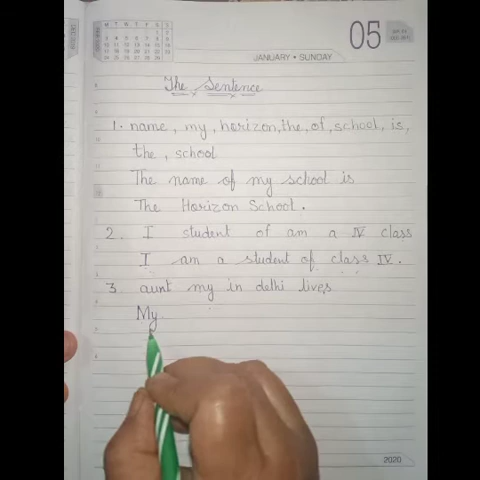 05
JANUARY • SUNDAY
The Sentence
1. name, my, horizon, the, of, school, is,
the, school
The name of my school is
The Horizon School.
2. I student of am a IV class
I am a student of class IV.
3 aunt my in delhi lives
My
2020